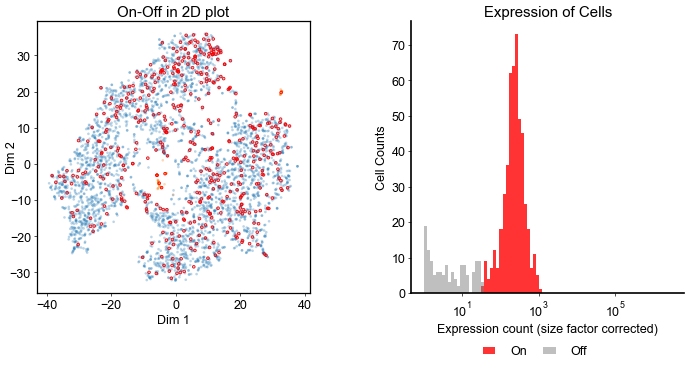 On-Off in 2D plot
Dim 2
30
20
10
0
−10
−20
−30
−40
−20
0
20
40
Dim 1
Expression of Cells
Cell Counts
70
60
50
40
30
20
10
0
10^1
10^3
10^5
Expression count (size factor corrected)
On
Off